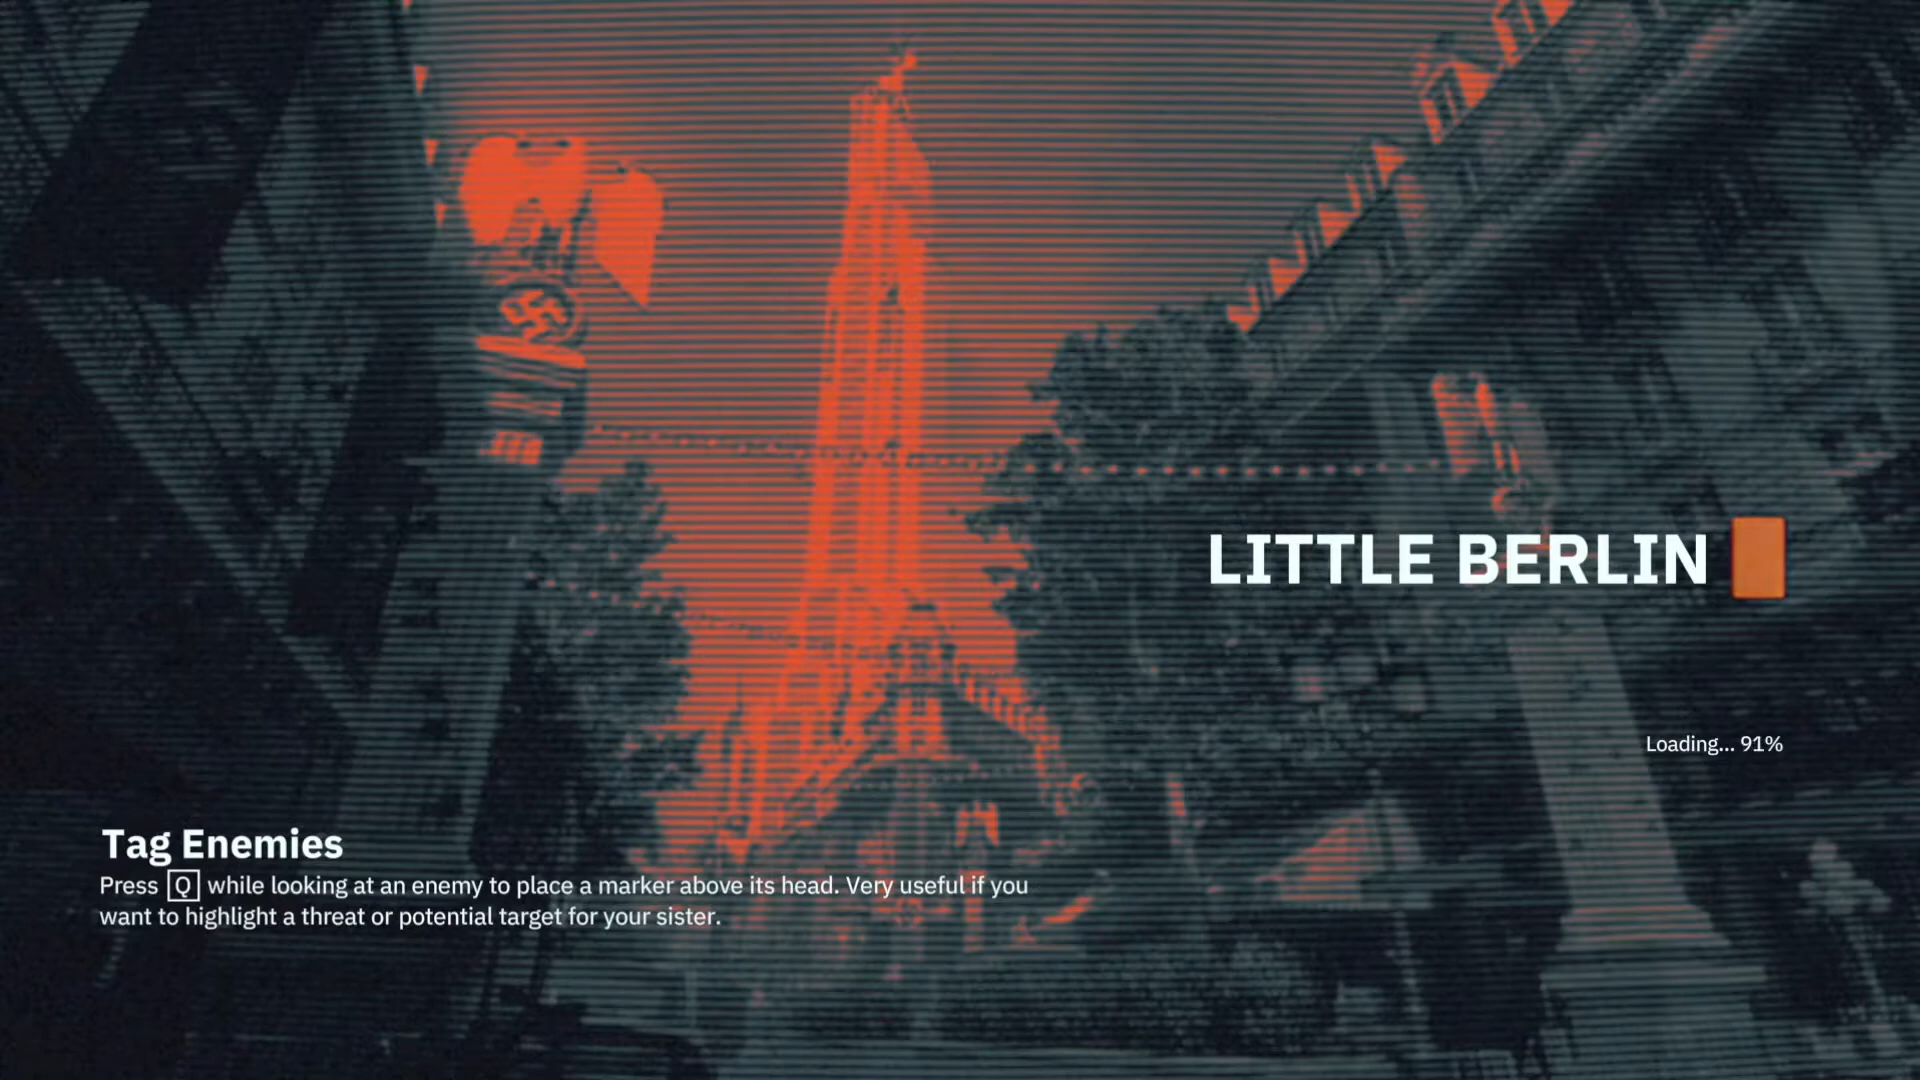 LITTLE BERLIN
Loading... 91%
Tag Enemies
Press Q while looking at an enemy to place a marker above its head. Very useful if you
want to highlight a threat or potential target for your sister.